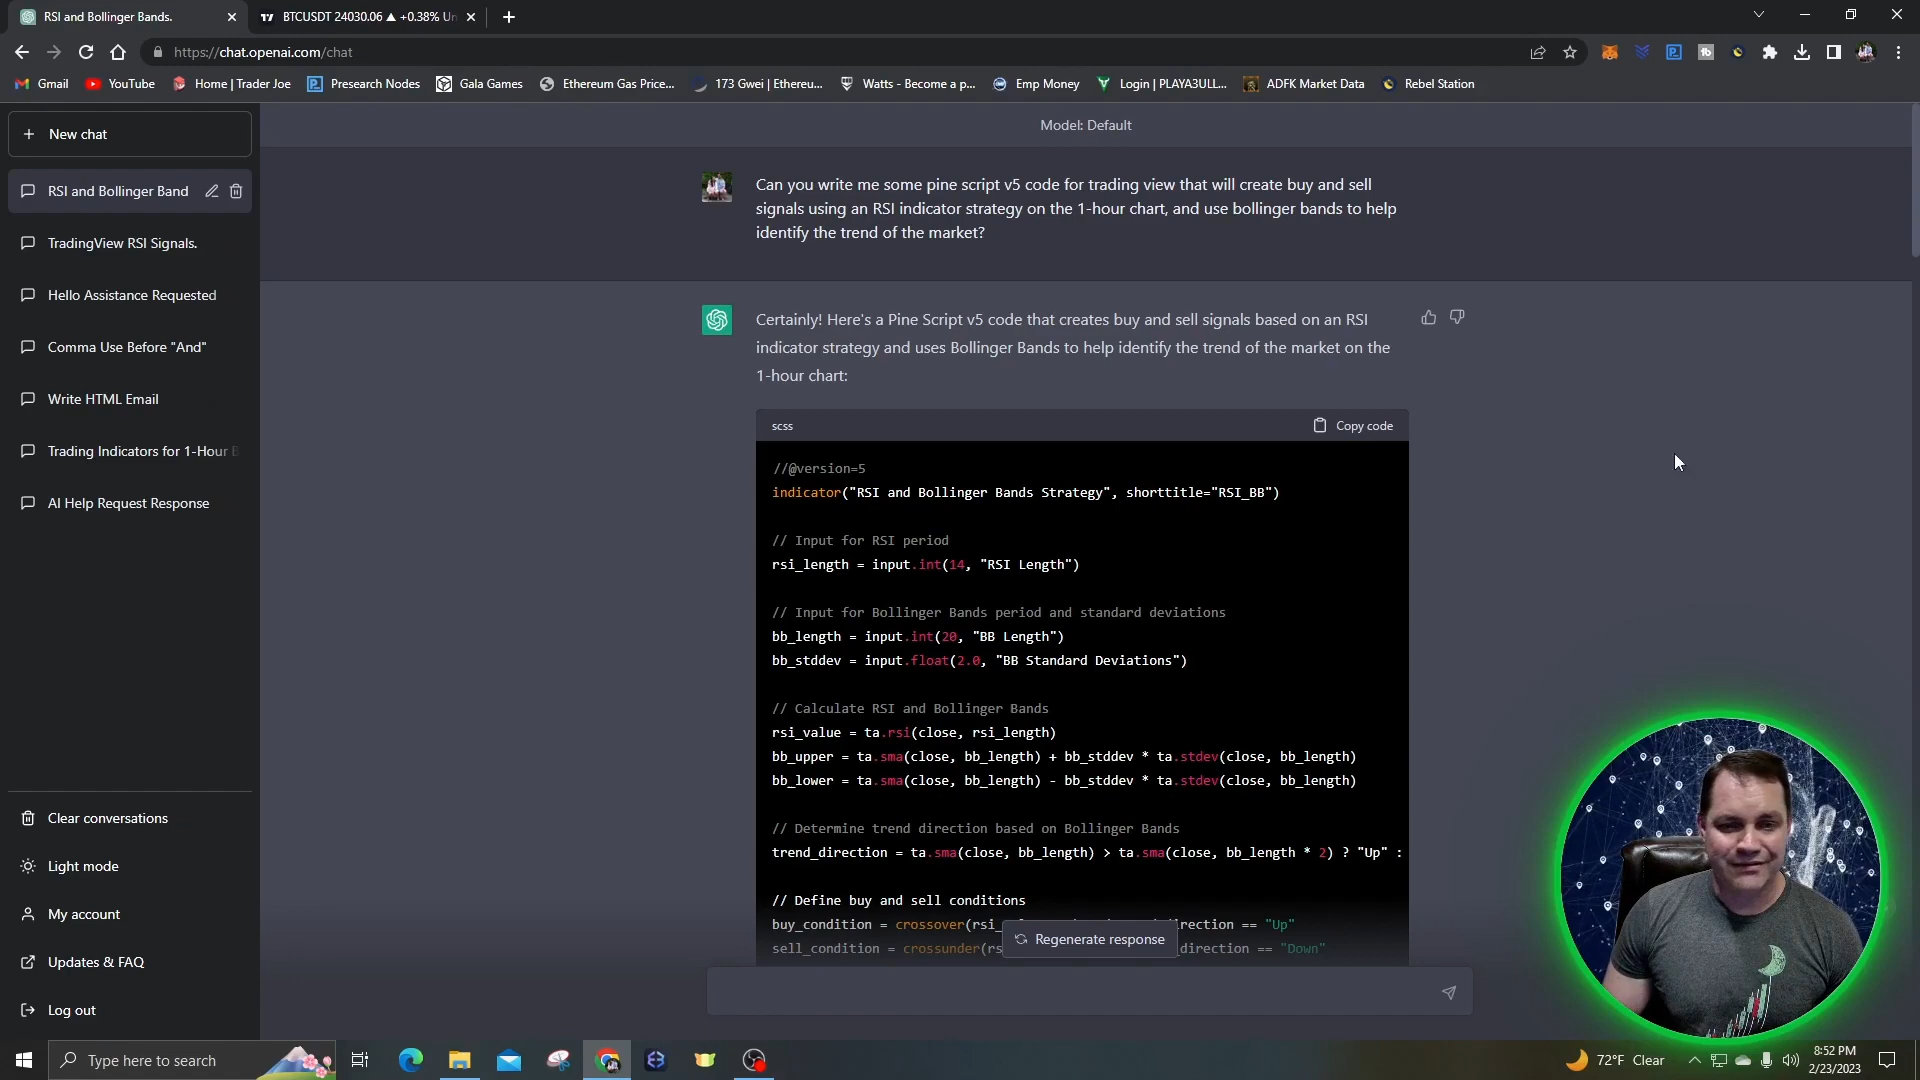 RSI and Bollinger Bands.
BTCUSDT 24030.06 ▲ +0.38% Un
https://chat.openai.com/chat
Gmail
YouTube
Home | Trader Joe
Presearch Nodes
Gala Games
Ethereum Gas Price...
173 Gwei | Ethereu...
Watts - Become a p...
Emp Money
Login | PLAYA3ULL...
ADFK Market Data
Rebel Station
New chat
RSI and Bollinger Band
TradingView RSI Signals.
Hello Assistance Requested
Comma Use Before "And"
Write HTML Email
Trading Indicators for 1-Hour B
AI Help Request Response
Clear conversations
Light mode
My account
Updates & FAQ
Log out
Model: Default
Can you write me some pine script v5 code for trading view that will create buy and sell
signals using an RSI indicator strategy on the 1-hour chart, and use bollinger bands to help
identify the trend of the market?
Certainly! Here's a Pine Script v5 code that creates buy and sell signals based on an RSI
indicator strategy and uses Bollinger Bands to help identify the trend of the market on the
1-hour chart:
scss
Copy code
//@version=5
indicator("RSI and Bollinger Bands Strategy", shorttitle="RSI_BB")
// Input for RSI period
rsi_length = input.int(14, "RSI Length")
// Input for Bollinger Bands period and standard deviations
bb_length = input.int(20, "BB Length")
bb_stddev = input.float(2.0, "BB Standard Deviations")
// Calculate RSI and Bollinger Bands
rsi_value = ta.rsi(close, rsi_length)
bb_upper = ta.sma(close, bb_length) + bb_stddev * ta.stdev(close, bb_length)
bb_lower = ta.sma(close, bb_length) - bb_stddev * ta.stdev(close, bb_length)
// Determine trend direction based on Bollinger Bands
trend_direction = ta.sma(close, bb_length) > ta.sma(close, bb_length * 2) ? "Up" :
// Define buy and sell conditions
buy_condition = crossover(rsi_ rection == "Up"
sell_condition = crossunder(rs direction == "Down"
Regenerate response
Type here to search
72°F Clear
8:52 PM
2/23/2023